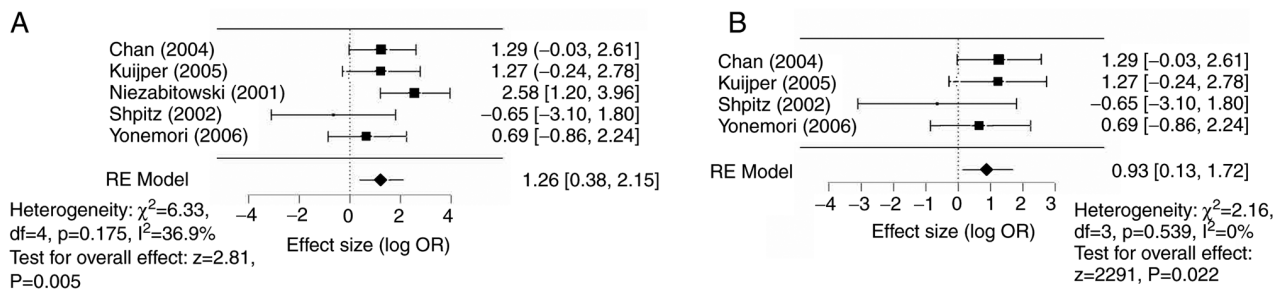 A
Chan (2004) 1.29 (−0.03, 2.61]
Kuijper (2005) 1.27 (−0.24, 2.78]
Niezabitowski (2001) 2.58 [1.20, 3.96]
Shpitz (2002) −0.65 [−3.10, 1.80]
Yonemori (2006) 0.69 [−0.86, 2.24]
RE Model 1.26 [0.38, 2.15]
−4 −2 0 2 4
Effect size (log OR)
Heterogeneity: χ²=6.33,
df=4, p=0.175, I²=36.9%
Test for overall effect: z=2.81,
P=0.005
B
Chan (2004) 1.29 [−0.03, 2.61]
Kuijper (2005) 1.27 [−0.24, 2.78]
Shpitz (2002) −0.65 [−3.10, 1.80]
Yonemori (2006) 0.69 [−0.86, 2.24]
RE Model 0.93 [0.13, 1.72]
−4 −3 −2 −1 0 1 2 3
Effect size (log OR)
Heterogeneity: χ²=2.16,
df=3, p=0.539, I²=0%
Test for overall effect:
z=2291, P=0.022